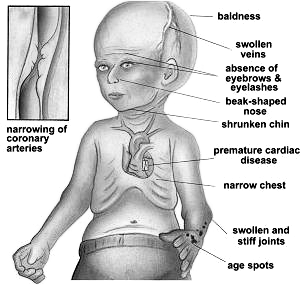 baldness
swollen
veins
absence of
eyebrows &
eyelashes
beak-shaped
nose
shrunken chin
narrowing of
coronary
arteries
premature cardiac
disease
narrow chest
swollen and
stiff joints
age spots